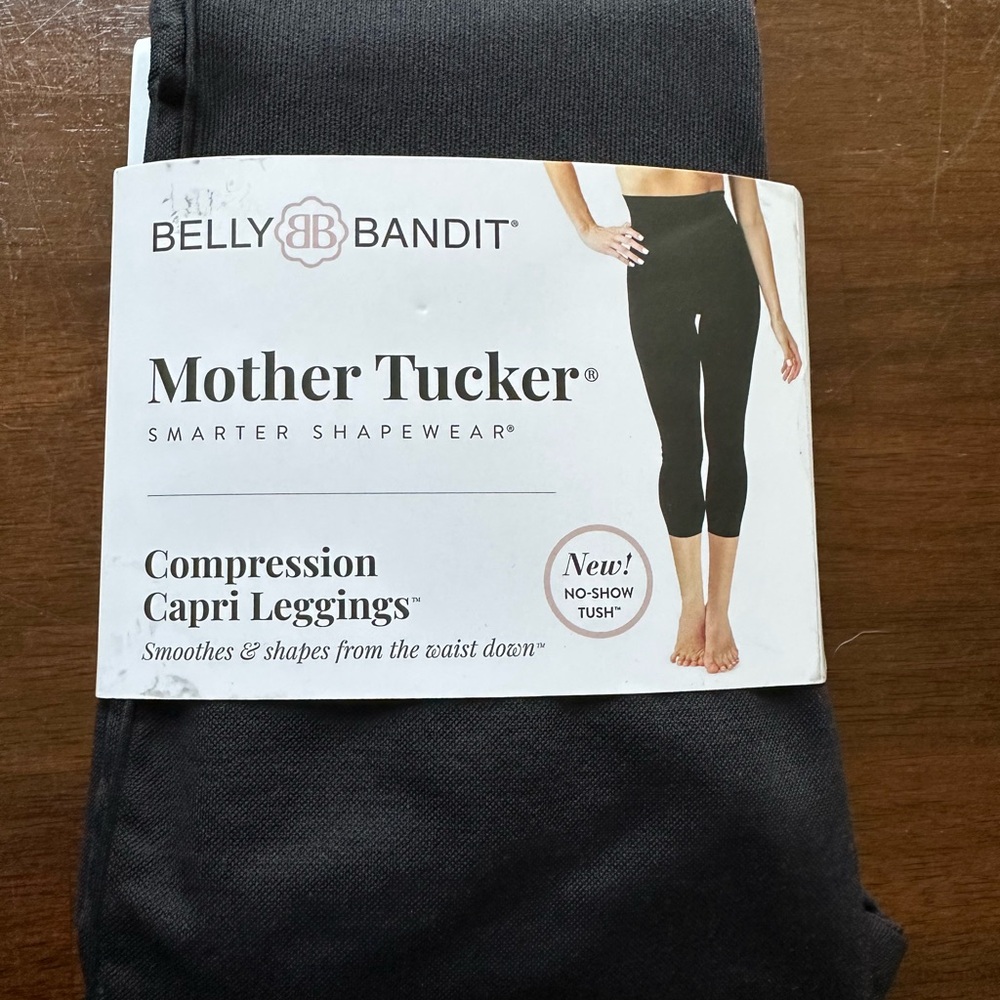 BELLY BB BANDIT®
Mother Tucker®
SMARTER SHAPEWEAR®
Compression
Capri Leggings™
Smoothes & shapes from the waist down™
New!
NO-SHOW
TUSH™